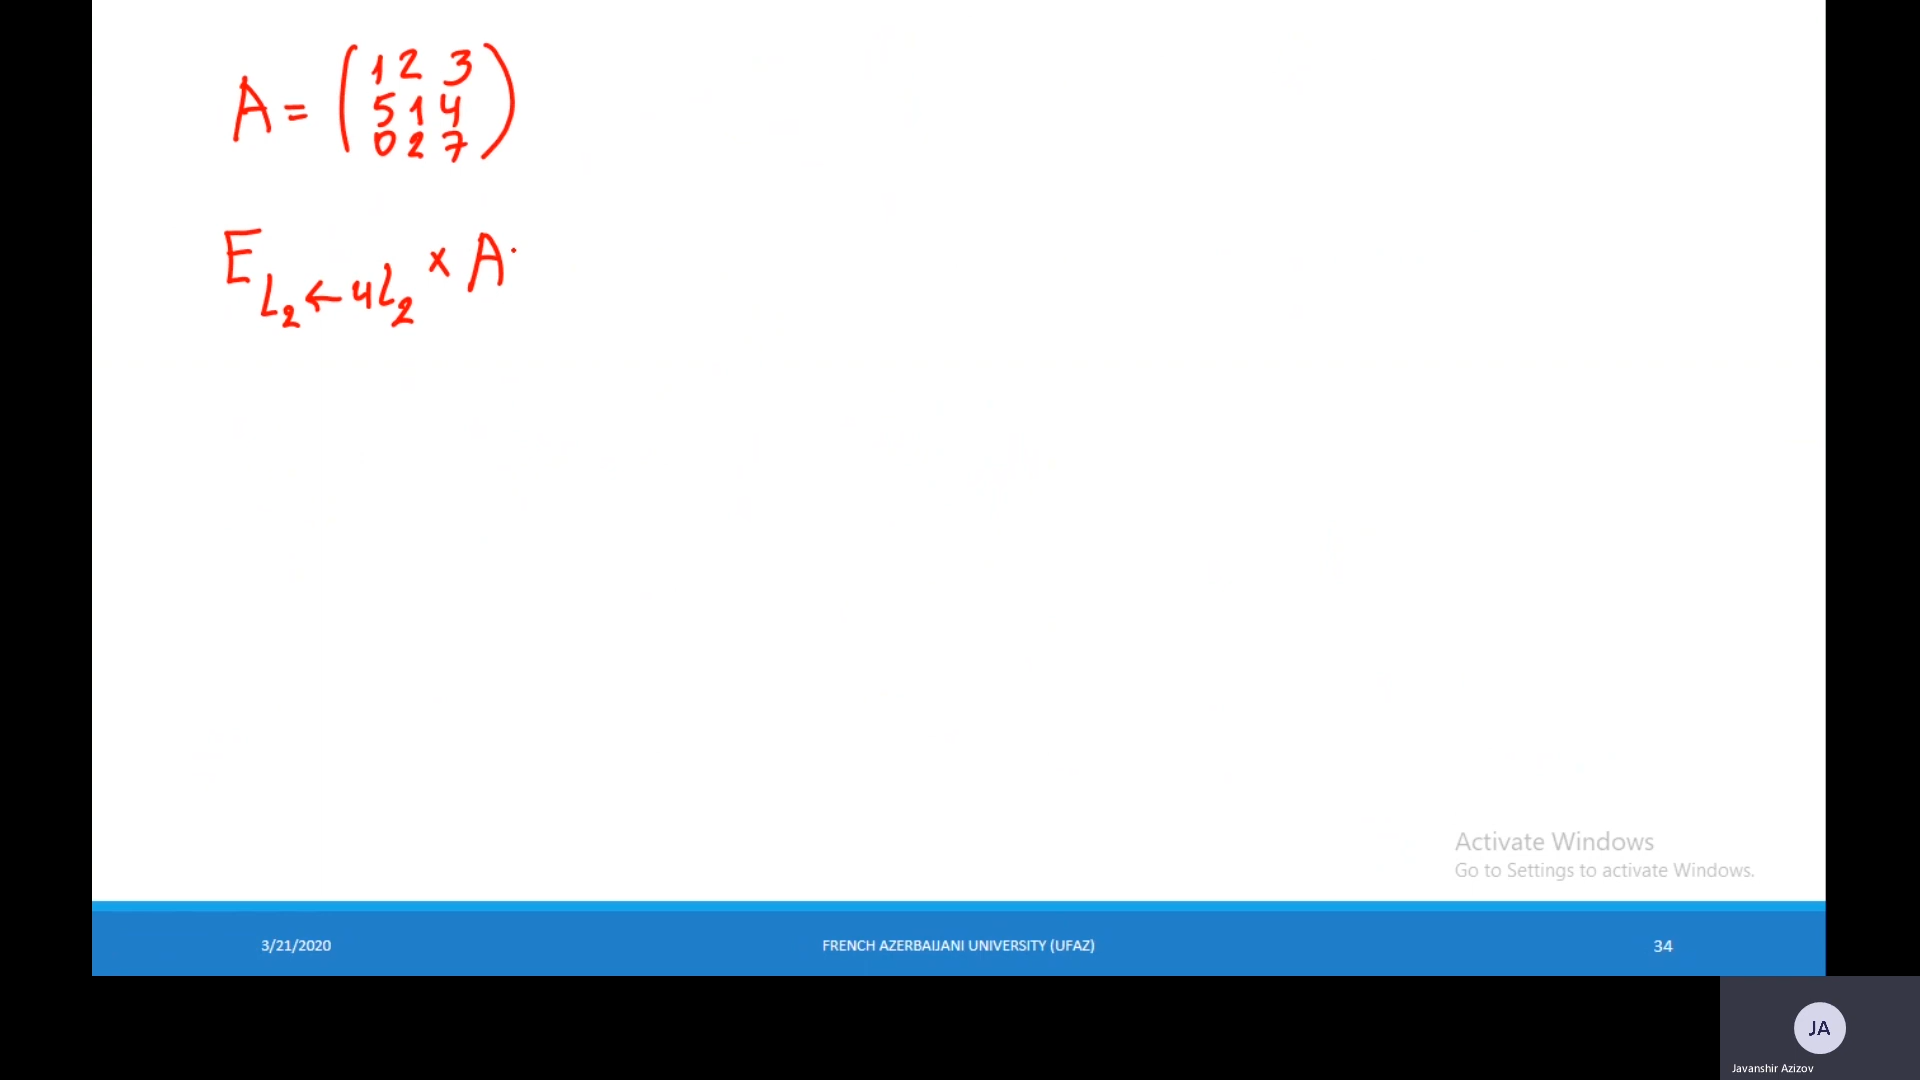 A = ( 1 2 3
5 1 4
0 2 7 )
E L₂ ← 4L₂ × A
Activate Windows
Go to Settings to activate Windows.
3/21/2020 FRENCH AZERBAIJANI UNIVERSITY (UFAZ) 34
JA
Javanshir Azizov